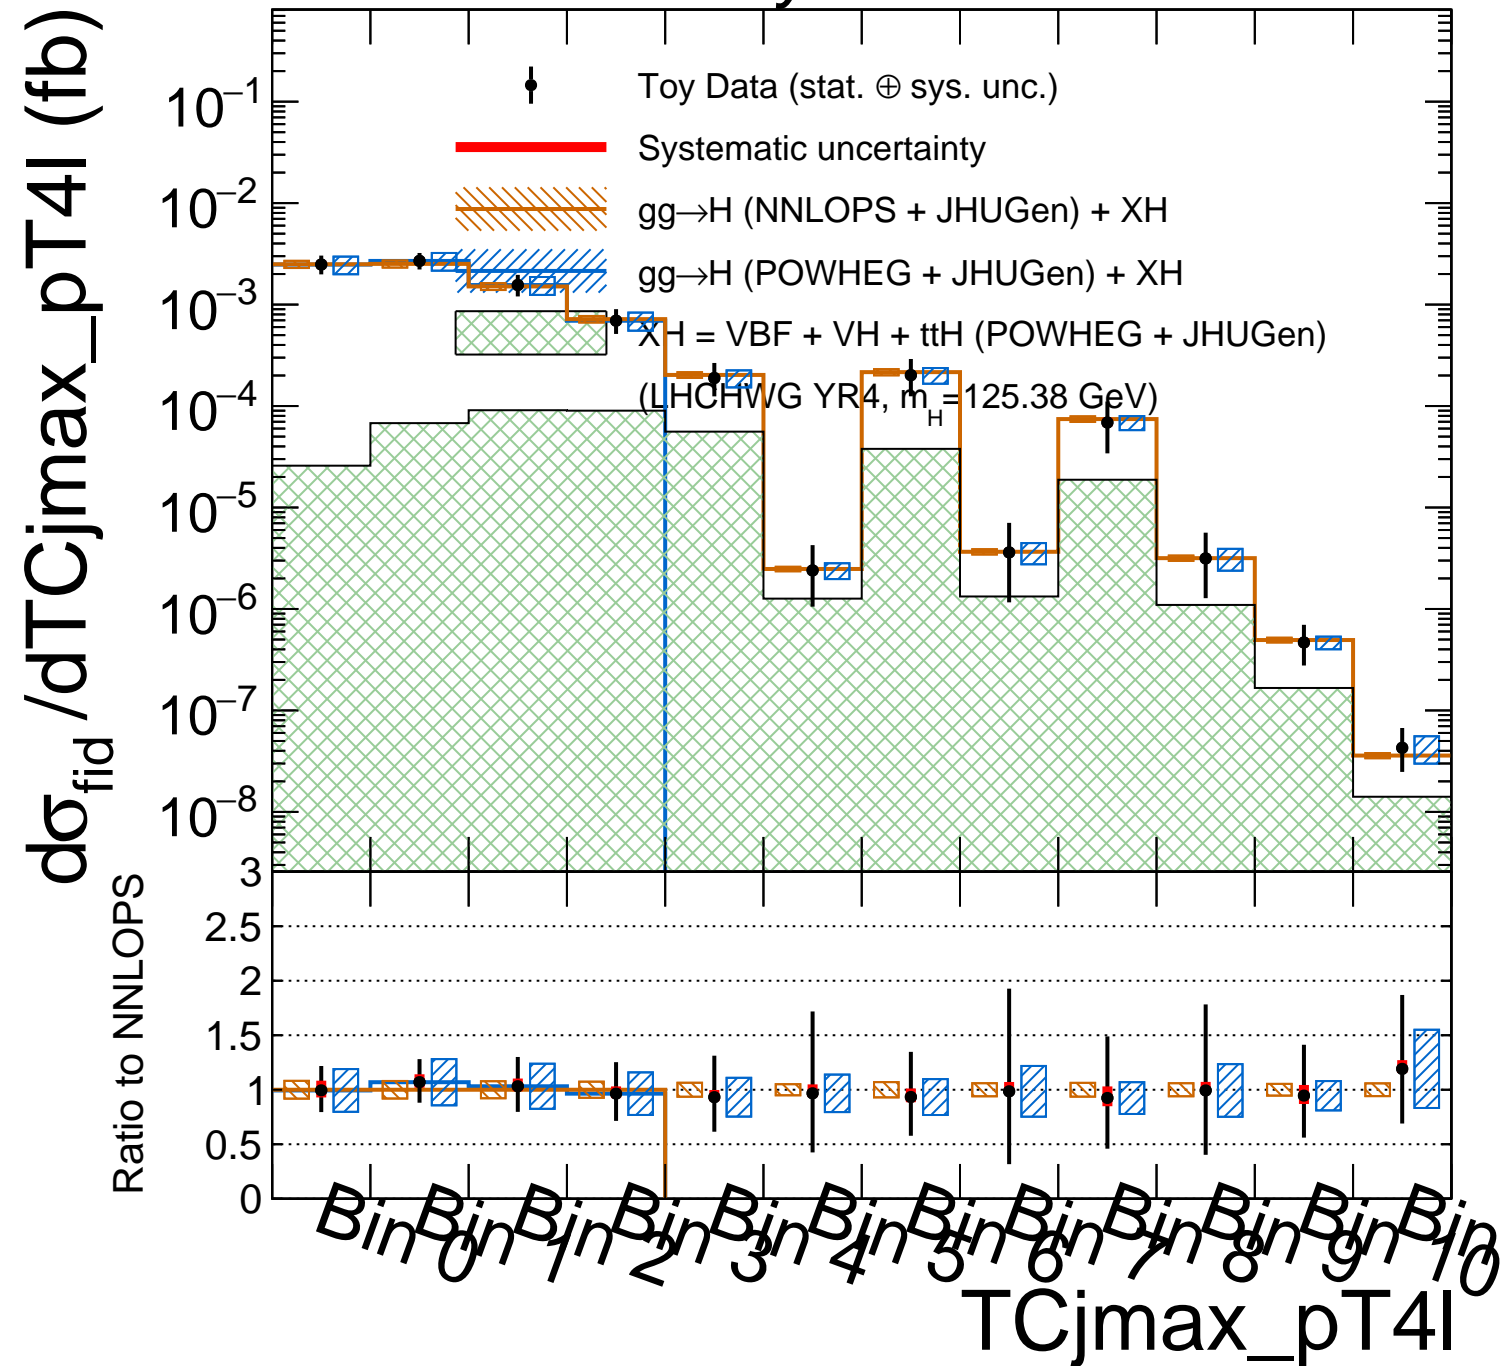 dσfid/dTCjmax_pT4l (fb)
10−1
10−2
10−3
10−4
10−5
10−6
10−7
10−8
Toy Data (stat. ⊕ sys. unc.)
Systematic uncertainty
gg→H (NNLOPS + JHUGen) + XH
gg→H (POWHEG + JHUGen) + XH
XH = VBF + VH + ttH (POWHEG + JHUGen)
(LHCHWG YR4, mH=125.38 GeV)
Ratio to NNLOPS
3
2.5
2
1.5
1
0.5
0
Bin 0
Bin 1
Bin 2
Bin 3
Bin 4
Bin 5
Bin 6
Bin 7
Bin 8
Bin 9
Bin 10
TCjmax_pT4l